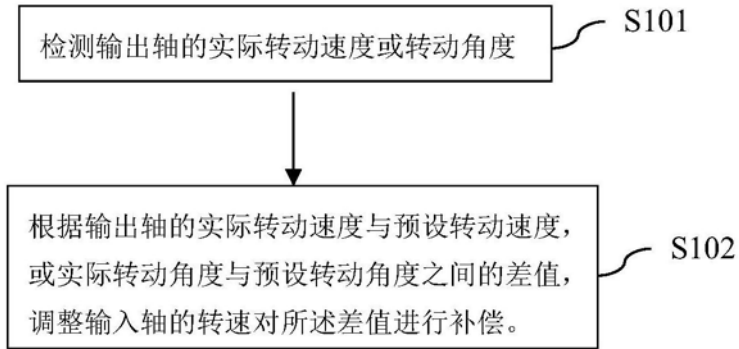 检测输出轴的实际转动速度或转动角度
S101
根据输出轴的实际转动速度与预设转动速度，
或实际转动角度与预设转动角度之间的差值，
调整输入轴的转速对所述差值进行补偿。
S102